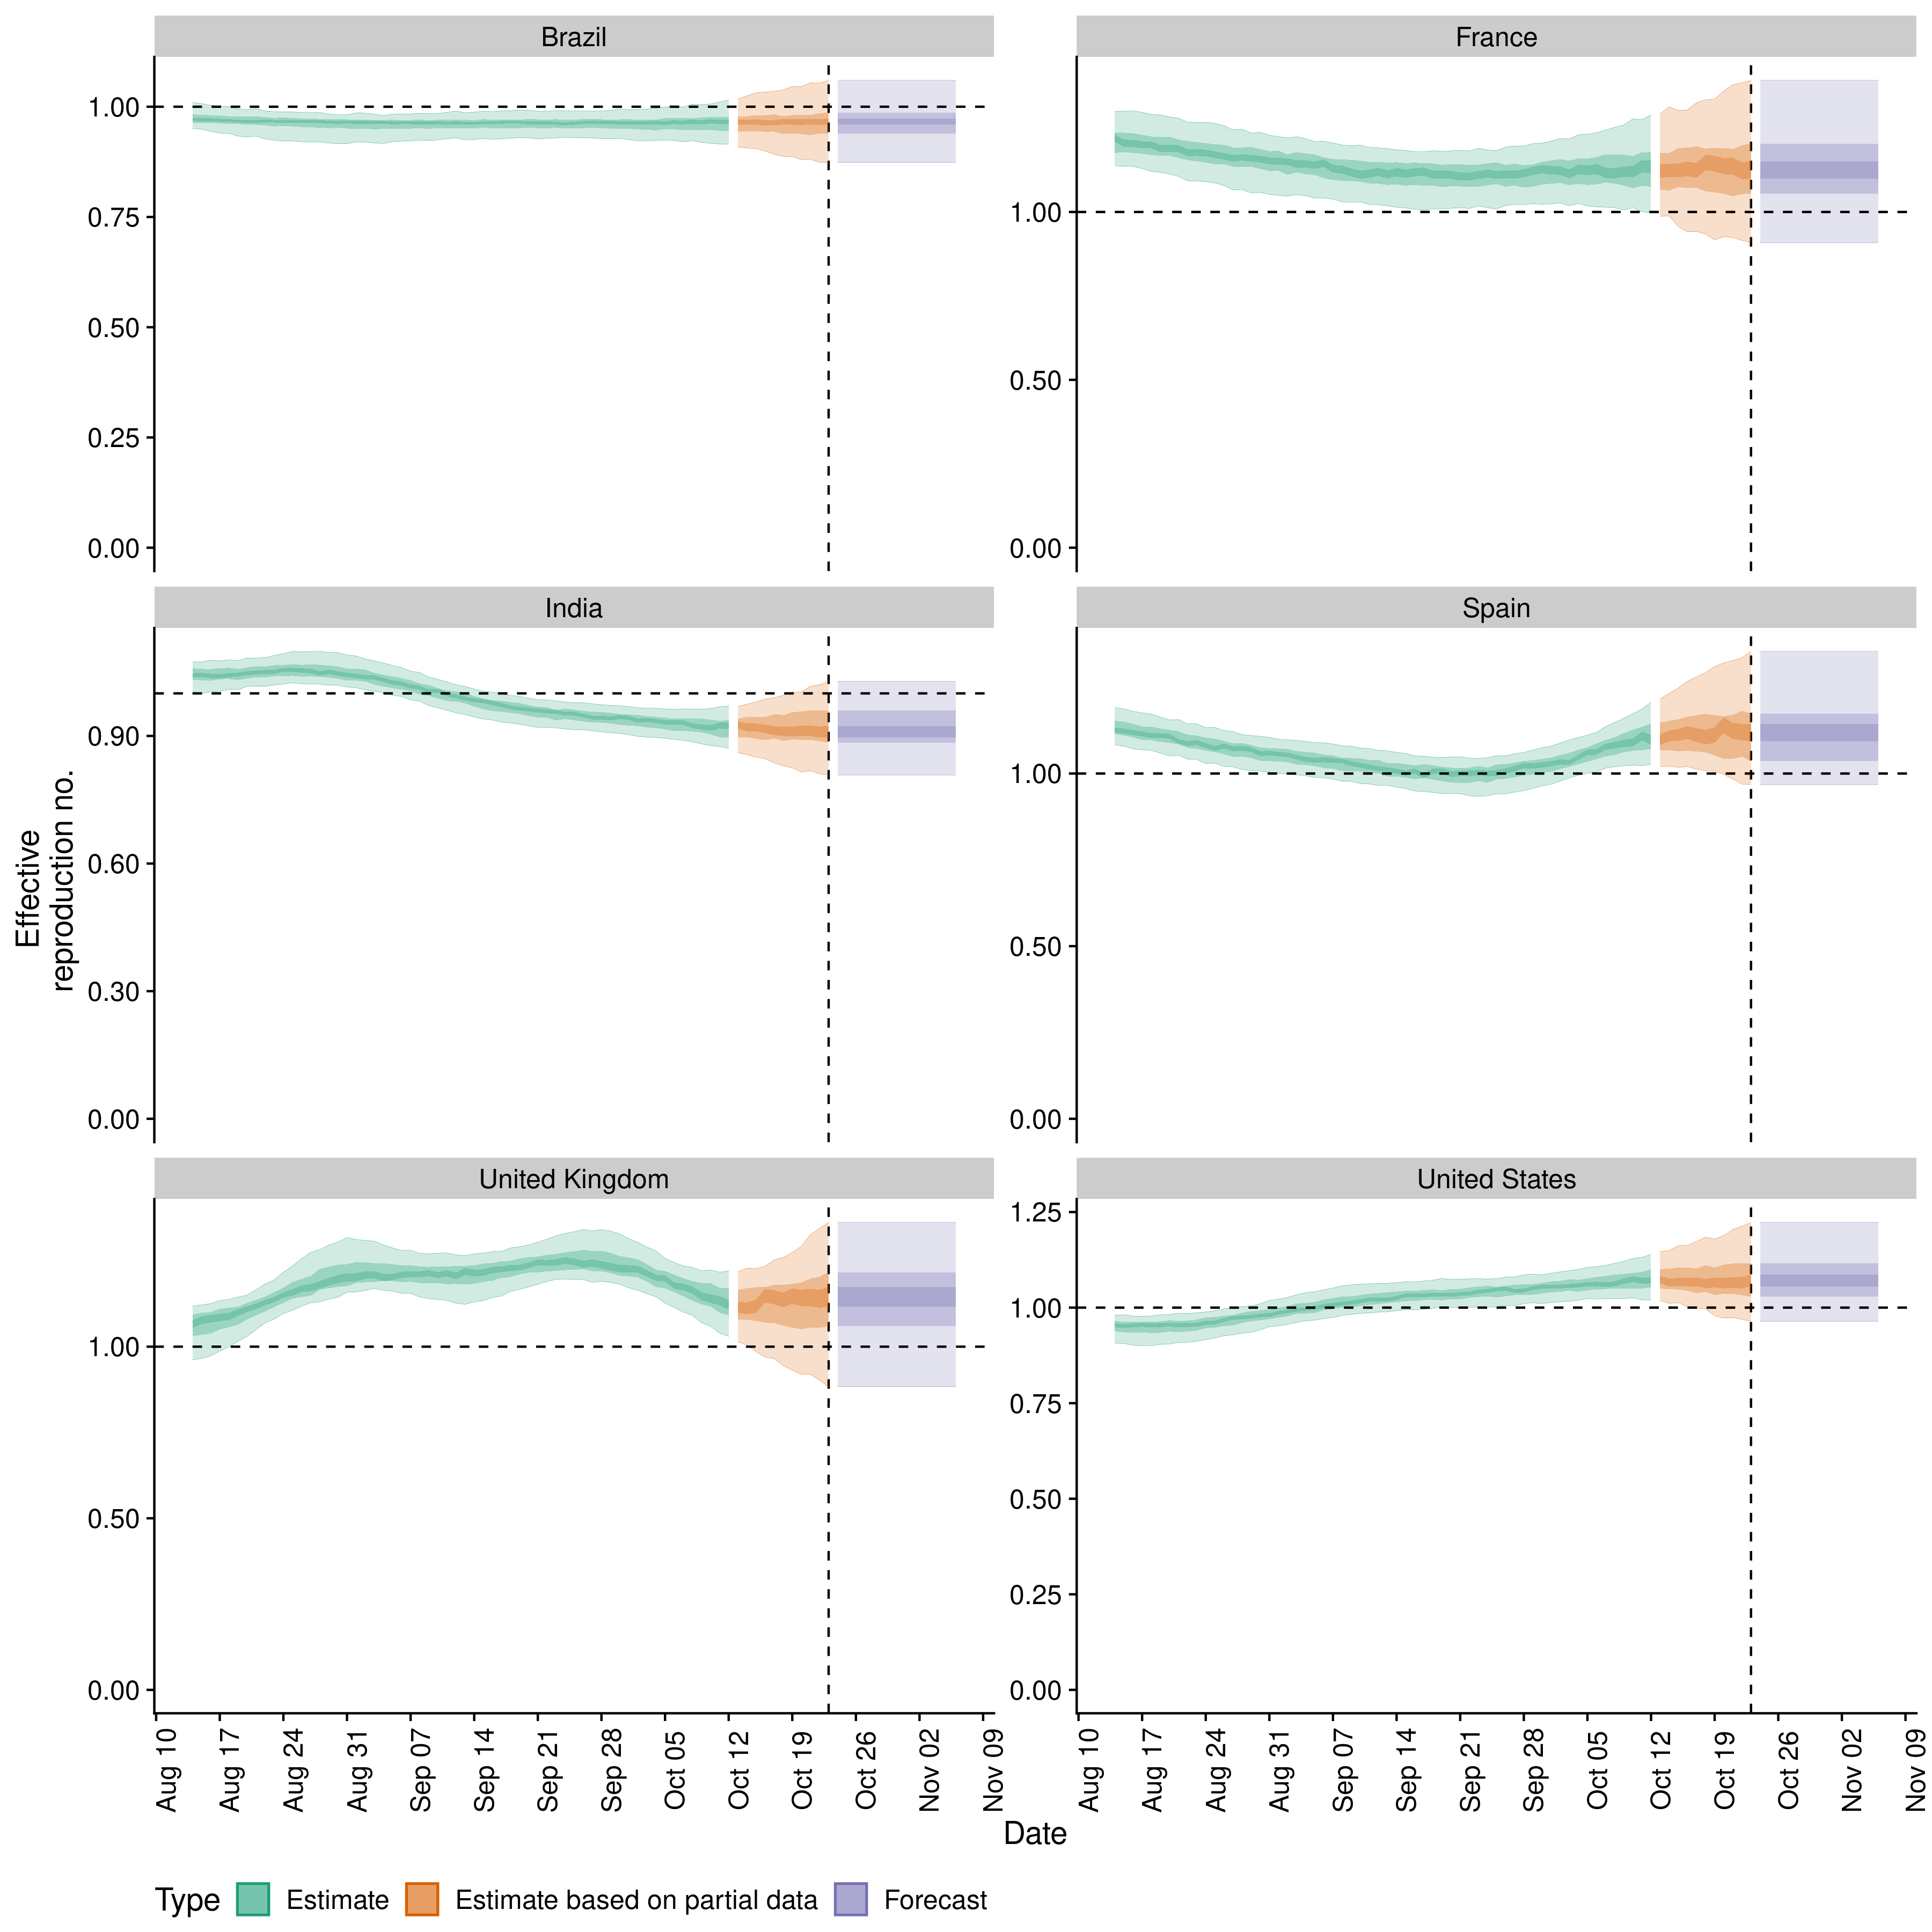 Brazil
France
1.00
0.75
0.50
0.25
0.00
1.00
0.50
0.00
India
Spain
0.90
0.60
0.30
0.00
1.00
0.50
0.00
Effective
reproduction no.
United Kingdom
United States
1.00
0.50
0.00
1.25
1.00
0.75
0.50
0.25
0.00
Aug 10
Aug 17
Aug 24
Aug 31
Sep 07
Sep 14
Sep 21
Sep 28
Oct 05
Oct 12
Oct 19
Oct 26
Nov 02
Nov 09
Aug 10
Aug 17
Aug 24
Aug 31
Sep 07
Sep 14
Sep 21
Sep 28
Oct 05
Oct 12
Oct 19
Oct 26
Nov 02
Nov 09
Date
Type Estimate Estimate based on partial data Forecast